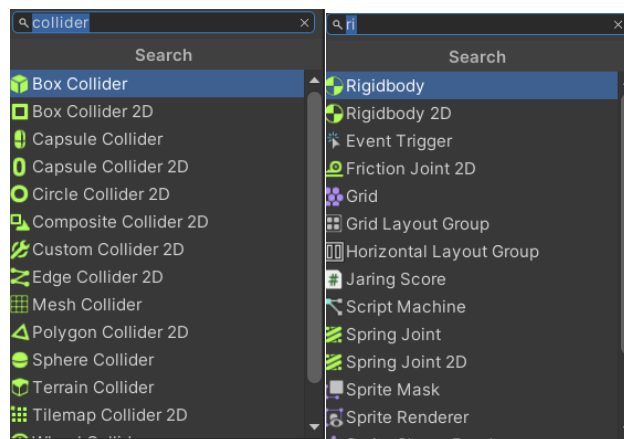 collider
Search
Box Collider
Box Collider 2D
Capsule Collider
Capsule Collider 2D
Circle Collider 2D
Composite Collider 2D
Custom Collider 2D
Edge Collider 2D
Mesh Collider
Polygon Collider 2D
Sphere Collider
Terrain Collider
Tilemap Collider 2D
ri
Search
Rigidbody
Rigidbody 2D
Event Trigger
Friction Joint 2D
Grid
Grid Layout Group
Horizontal Layout Group
Jaring Score
Script Machine
Spring Joint
Spring Joint 2D
Sprite Mask
Sprite Renderer